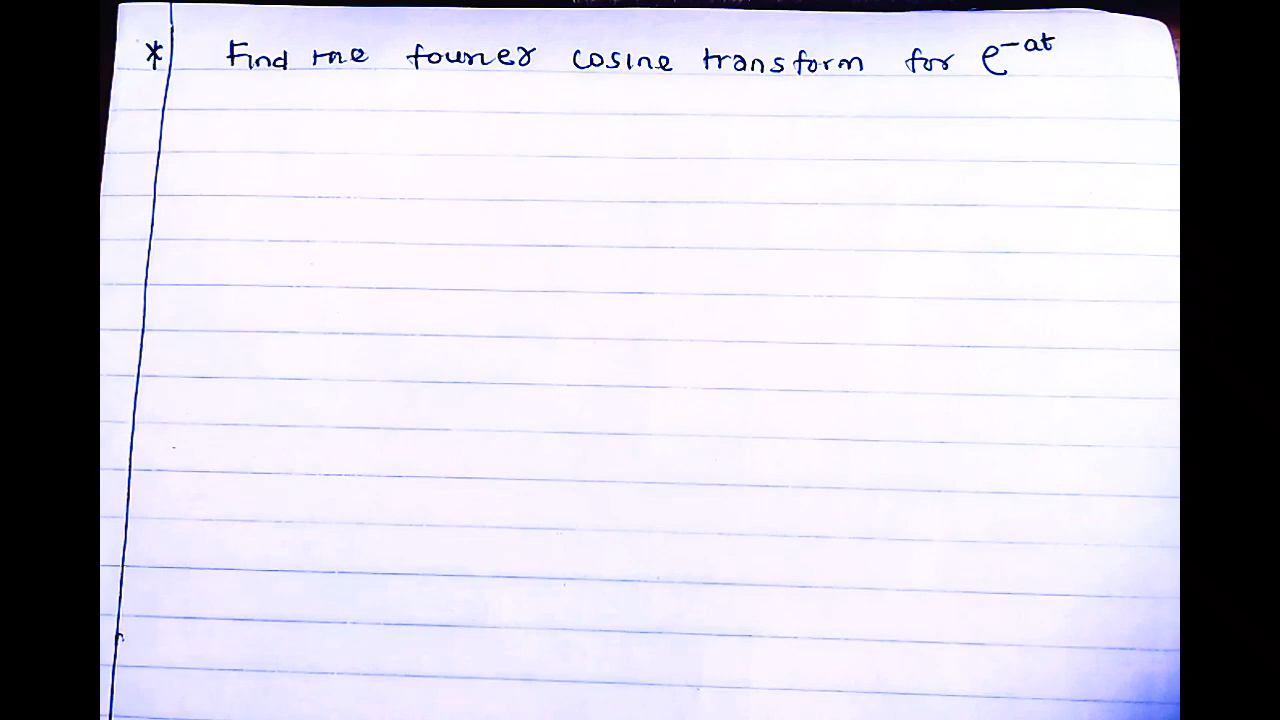 * Find the fourier cosine transform for e^-at